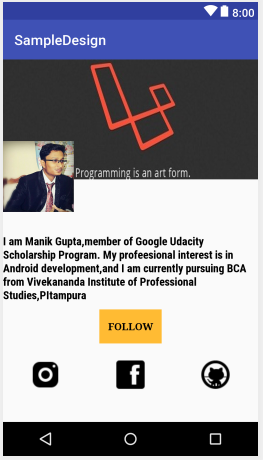 8:00
SampleDesign
Programming is an art form.
I am Manik Gupta,member of Google Udacity
Scholarship Program. My profeesional interest is in
Android development,and I am currently pursuing BCA
from Vivekananda Institute of Professional
Studies,PItampura
FOLLOW